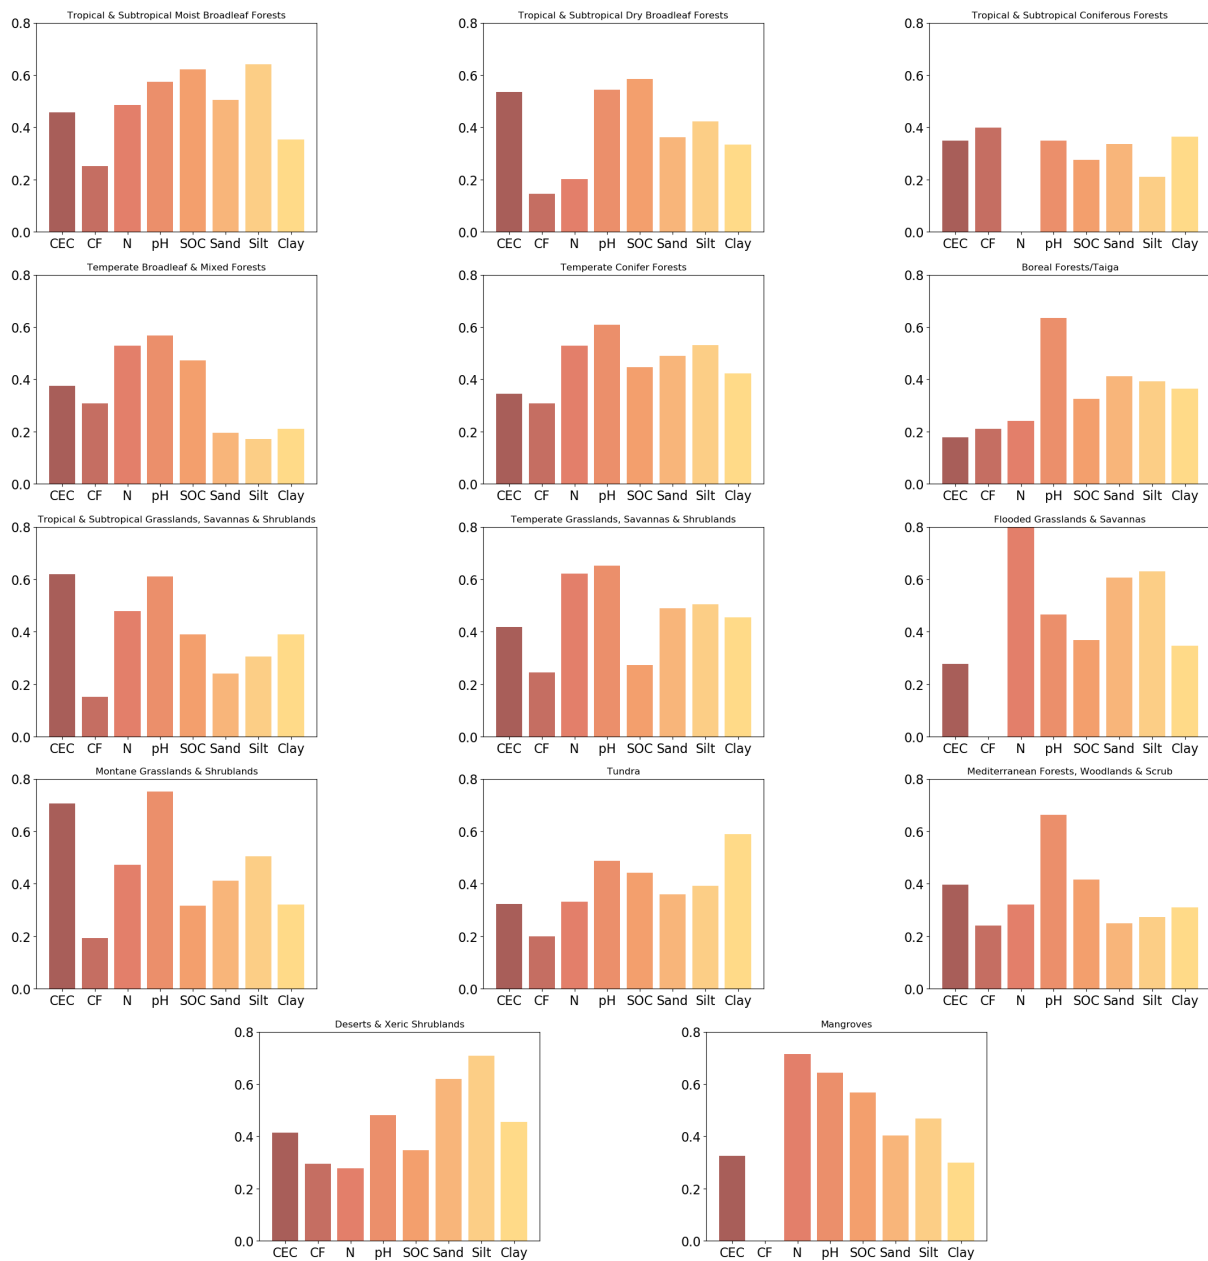 Tropical & Subtropical Moist Broadleaf Forests
0.8
0.6
0.4
0.2
0.0
CEC CF N pH SOC Sand Silt Clay
Tropical & Subtropical Dry Broadleaf Forests
0.8
0.6
0.4
0.2
0.0
CEC CF N pH SOC Sand Silt Clay
Tropical & Subtropical Coniferous Forests
0.8
0.6
0.4
0.2
0.0
CEC CF N pH SOC Sand Silt Clay
Temperate Broadleaf & Mixed Forests
0.8
0.6
0.4
0.2
0.0
CEC CF N pH SOC Sand Silt Clay
Temperate Conifer Forests
0.8
0.6
0.4
0.2
0.0
CEC CF N pH SOC Sand Silt Clay
Boreal Forests/Taiga
0.8
0.6
0.4
0.2
0.0
CEC CF N pH SOC Sand Silt Clay
Tropical & Subtropical Grasslands, Savannas & Shrublands
0.8
0.6
0.4
0.2
0.0
CEC CF N pH SOC Sand Silt Clay
Temperate Grasslands, Savannas & Shrublands
0.8
0.6
0.4
0.2
0.0
CEC CF N pH SOC Sand Silt Clay
Flooded Grasslands & Savannas
0.8
0.6
0.4
0.2
0.0
CEC CF N pH SOC Sand Silt Clay
Montane Grasslands & Shrublands
0.8
0.6
0.4
0.2
0.0
CEC CF N pH SOC Sand Silt Clay
Tundra
0.8
0.6
0.4
0.2
0.0
CEC CF N pH SOC Sand Silt Clay
Mediterranean Forests, Woodlands & Scrub
0.8
0.6
0.4
0.2
0.0
CEC CF N pH SOC Sand Silt Clay
Deserts & Xeric Shrublands
0.8
0.6
0.4
0.2
0.0
CEC CF N pH SOC Sand Silt Clay
Mangroves
0.8
0.6
0.4
0.2
0.0
CEC CF N pH SOC Sand Silt Clay